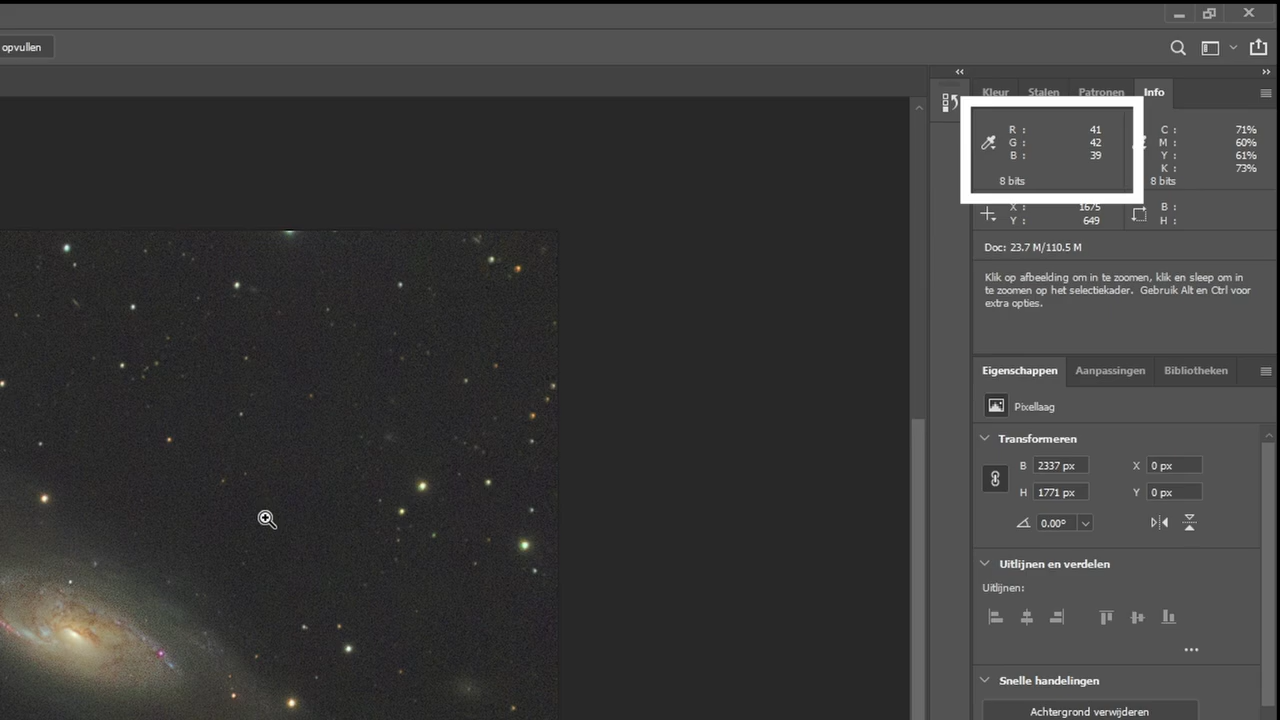 opvullen
Kleur Stalen Patronen Info
R : 41 C : 71%
G : 42 M : 60%
B : 39 Y : 61%
K : 73%
8 bits 8 bits
X : 1675 B :
Y : 649 H :
Doc: 23.7 M/110.5 M
Klik op afbeelding om in te zoomen, klik en sleep om in
te zoomen op het selectiekader. Gebruik Alt en Ctrl voor
extra opties.
Eigenschappen Aanpassingen Bibliotheken
Pixellaag
Transformeren
B 2337 px X 0 px
H 1771 px Y 0 px
0.00°
Uitlijnen en verdelen
Uitlijnen:
Snelle handelingen
Achtergrond verwijderen